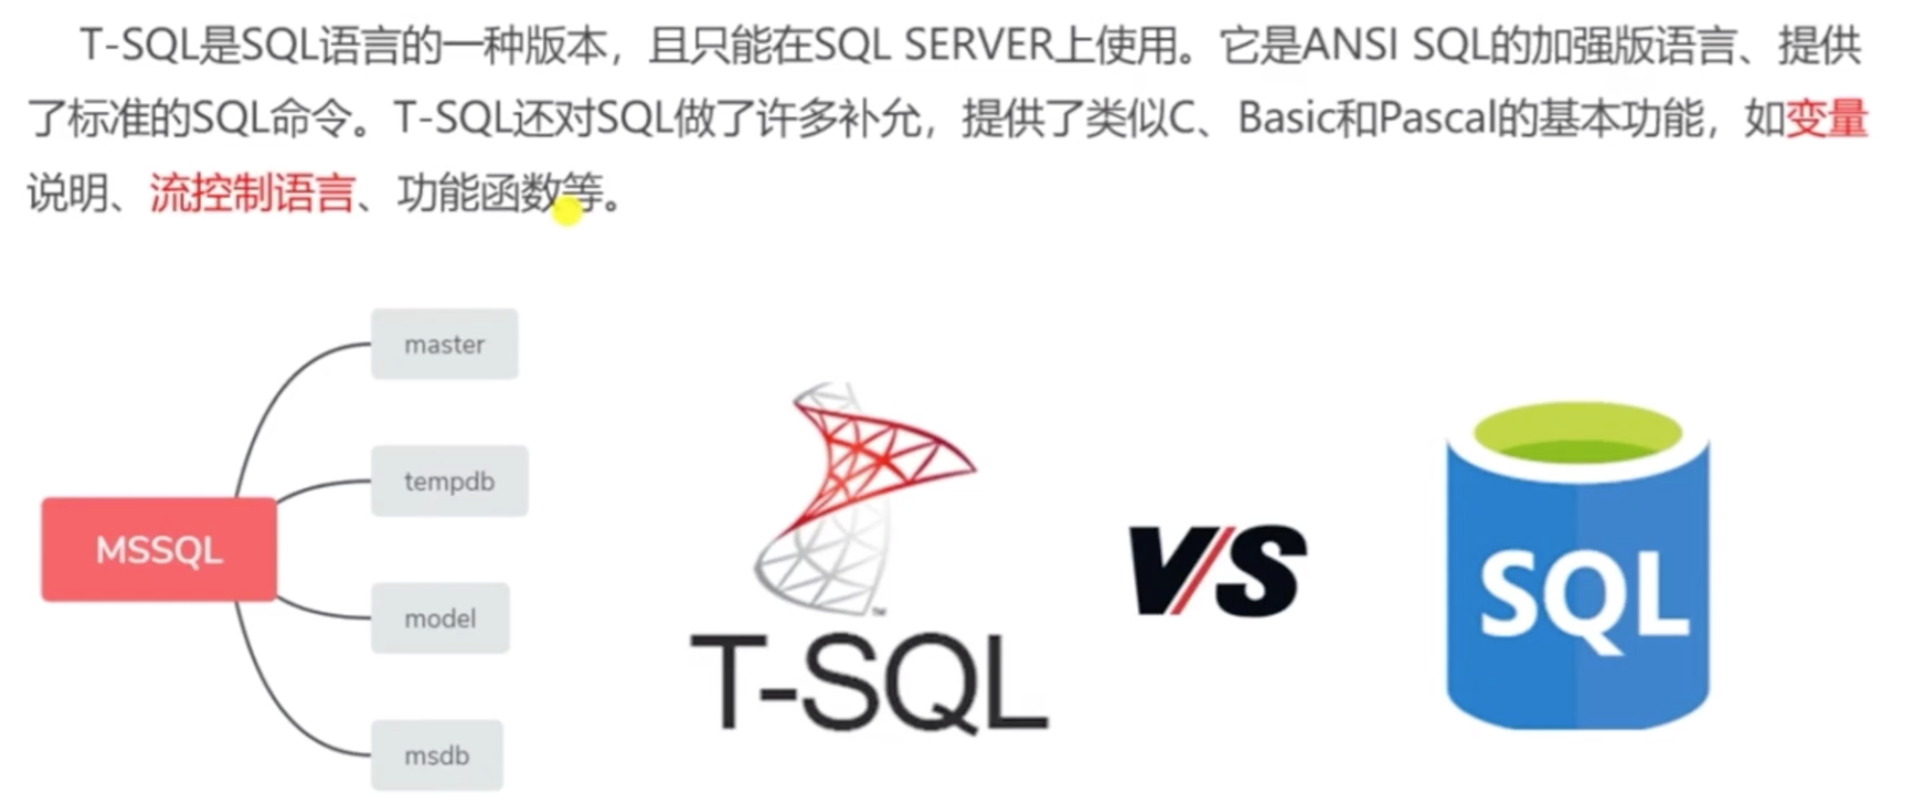 T-SQL是SQL语言的一种版本，且只能在SQL SERVER上使用。它是ANSI SQL的加强版语言、提供
了标准的SQL命令。T-SQL还对SQL做了许多补允，提供了类似C、Basic和Pascal的基本功能，如变量
说明、流控制语言、功能函数等。
master
tempdb
MSSQL
model
msdb
TM
T-SQL
VS
SQL